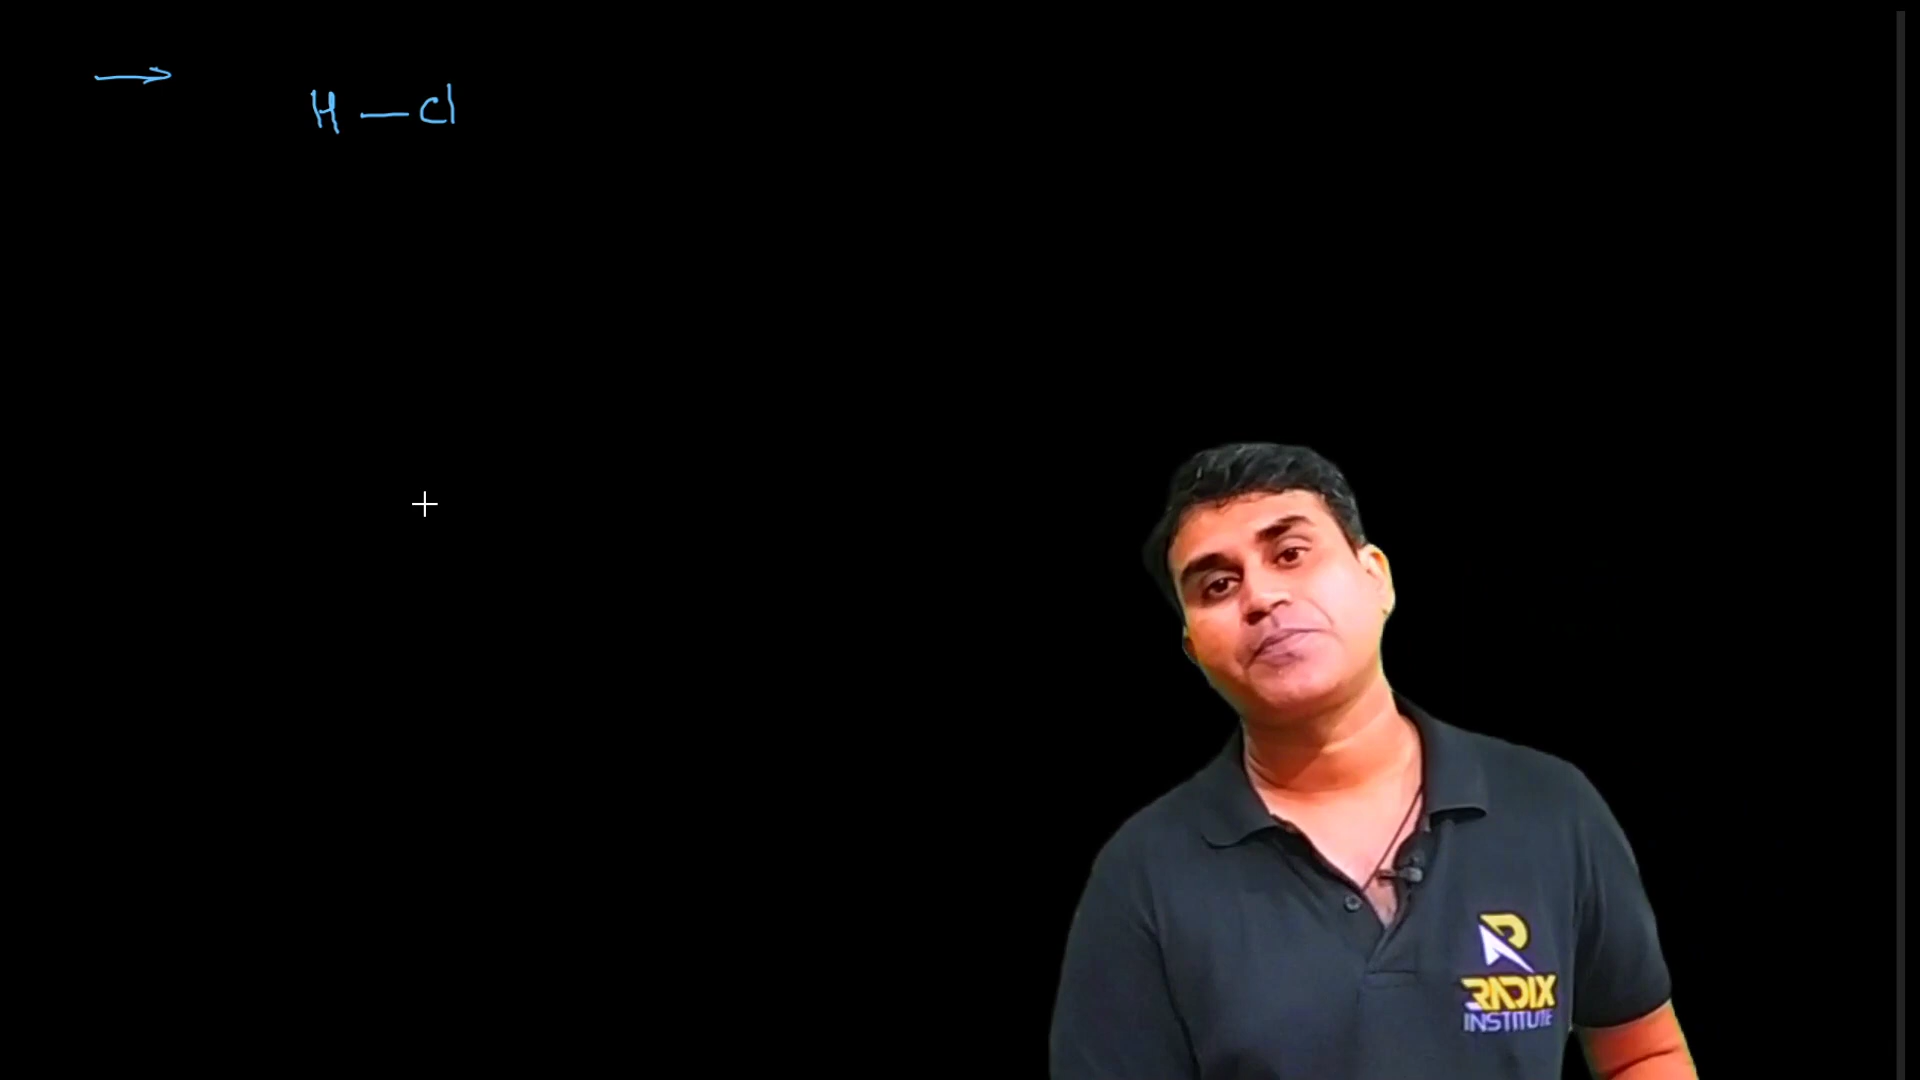 → H — Cl
RADIX
INSTITUTE